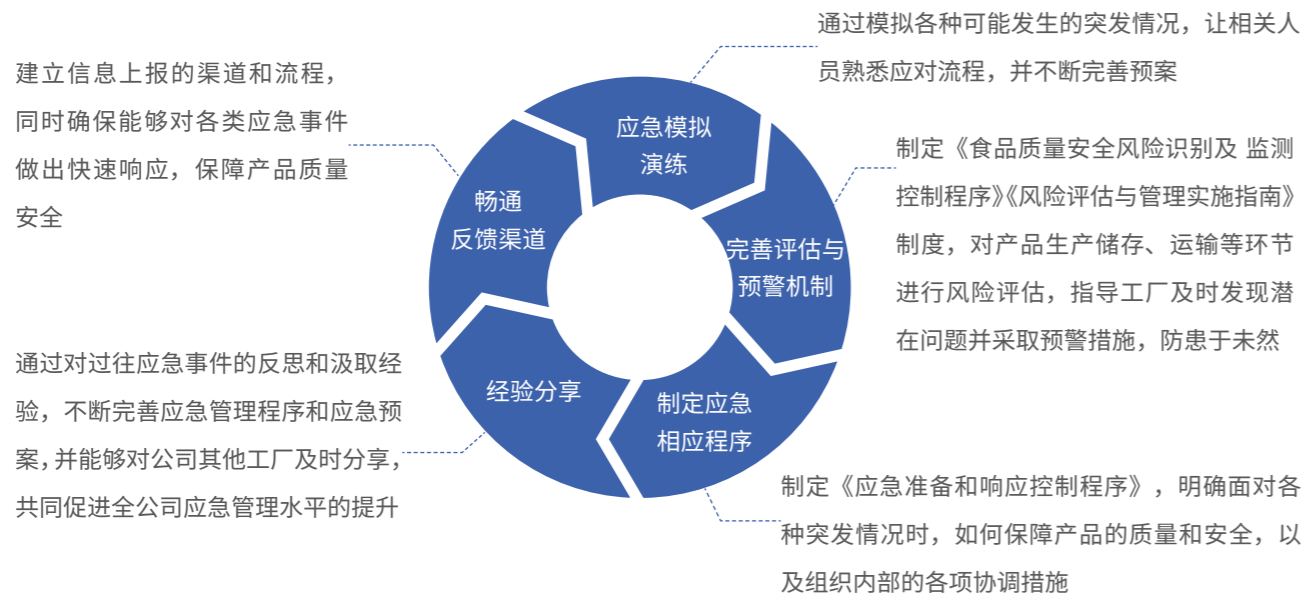 通过模拟各种可能发生的突发情况，让相关人
员熟悉应对流程，并不断完善预案
建立信息上报的渠道和流程，
同时确保能够对各类应急事件
做出快速响应，保障产品质量
安全
应急模拟
演练
制定《食品质量安全风险识别及 监测
控制程序》《风险评估与管理实施指南》
制度，对产品生产储存、运输等环节
进行风险评估，指导工厂及时发现潜
在问题并采取预警措施，防患于未然
畅通
反馈渠道
完善评估与
预警机制
通过对过往应急事件的反思和汲取经
验，不断完善应急管理程序和应急预
案，并能够对公司其他工厂及时分享，
共同促进全公司应急管理水平的提升
经验分享
制定应急
相应程序
制定《应急准备和响应控制程序》，明确面对各
种突发情况时，如何保障产品的质量和安全，以
及组织内部的各项协调措施